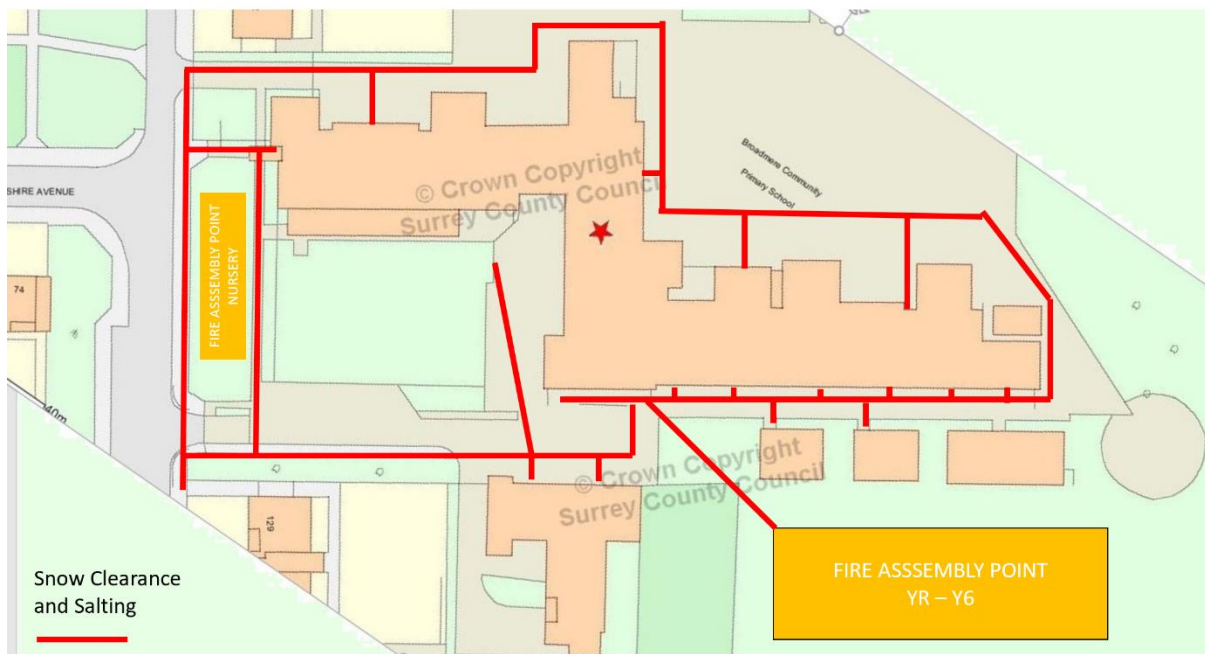 SHIRE AVENUE
74
FIRE ASSSEMBLY POINT
NURSERY
© Crown Copyright
Surrey County Council
Broadmere Community
Primary School
40m
129
© Crown Copyright
Surrey County Council
Snow Clearance
and Salting
FIRE ASSSEMBLY POINT
YR – Y6